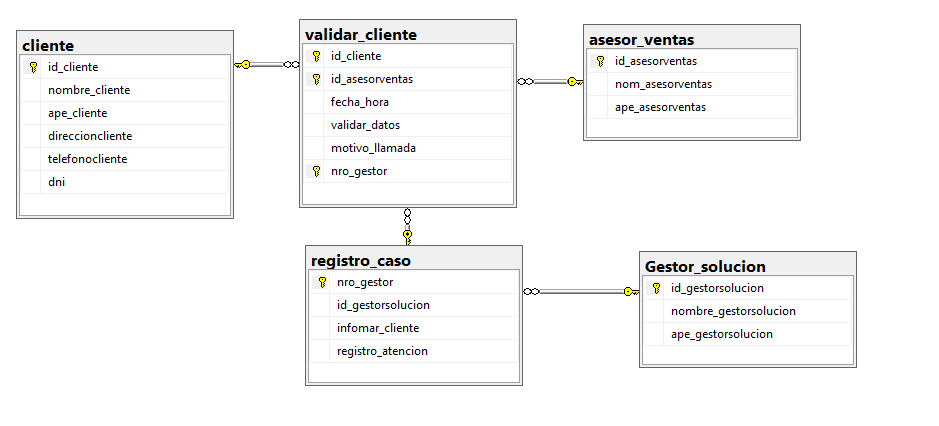 cliente
id_cliente
nombre_cliente
ape_cliente
direccioncliente
telefonocliente
dni
validar_cliente
id_cliente
id_asesorventas
fecha_hora
validar_datos
motivo_llamada
nro_gestor
asesor_ventas
id_asesorventas
nom_asesorventas
ape_asesorventas
registro_caso
nro_gestor
id_gestorsolucion
infomar_cliente
registro_atencion
Gestor_solucion
id_gestorsolucion
nombre_gestorsolucion
ape_gestorsolucion